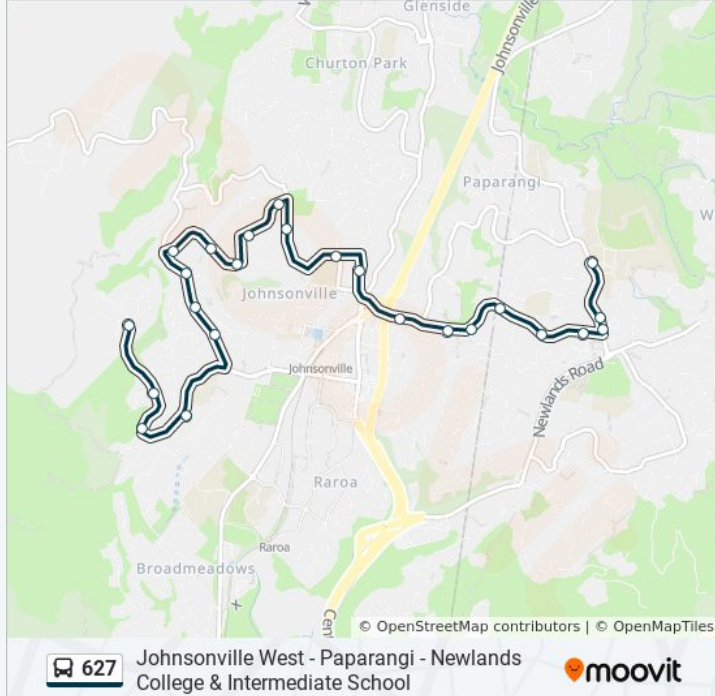 Glenside
Churton Park
Johnsonville
Paparangi
W
Johnsonville
Johnsonville
Newlands Road
Raroa
Raroa
Broadmeadows
Cent
© OpenStreetMap contributors | © OpenMapTiles
627
Johnsonville West - Paparangi - Newlands
College & Intermediate School
moovit